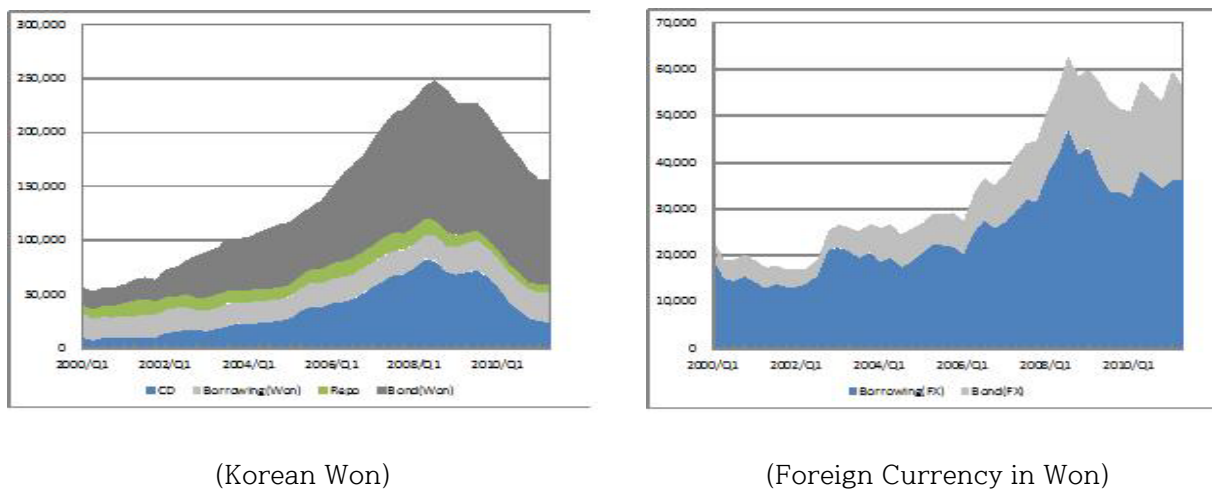 300,000
250,000
200,000
150,000
100,000
50,000
0
2000/Q1 2002/Q1 2004/Q1 2006/Q1 2008/Q1 2010/Q1
CD Borrowing(Won) Repo Bond(Won)
(Korean Won)
70,000
60,000
50,000
40,000
30,000
20,000
10,000
0
2000/Q1 2002/Q1 2004/Q1 2006/Q1 2008/Q1 2010/Q1
Borrowing(FX) Bond(FX)
(Foreign Currency in Won)